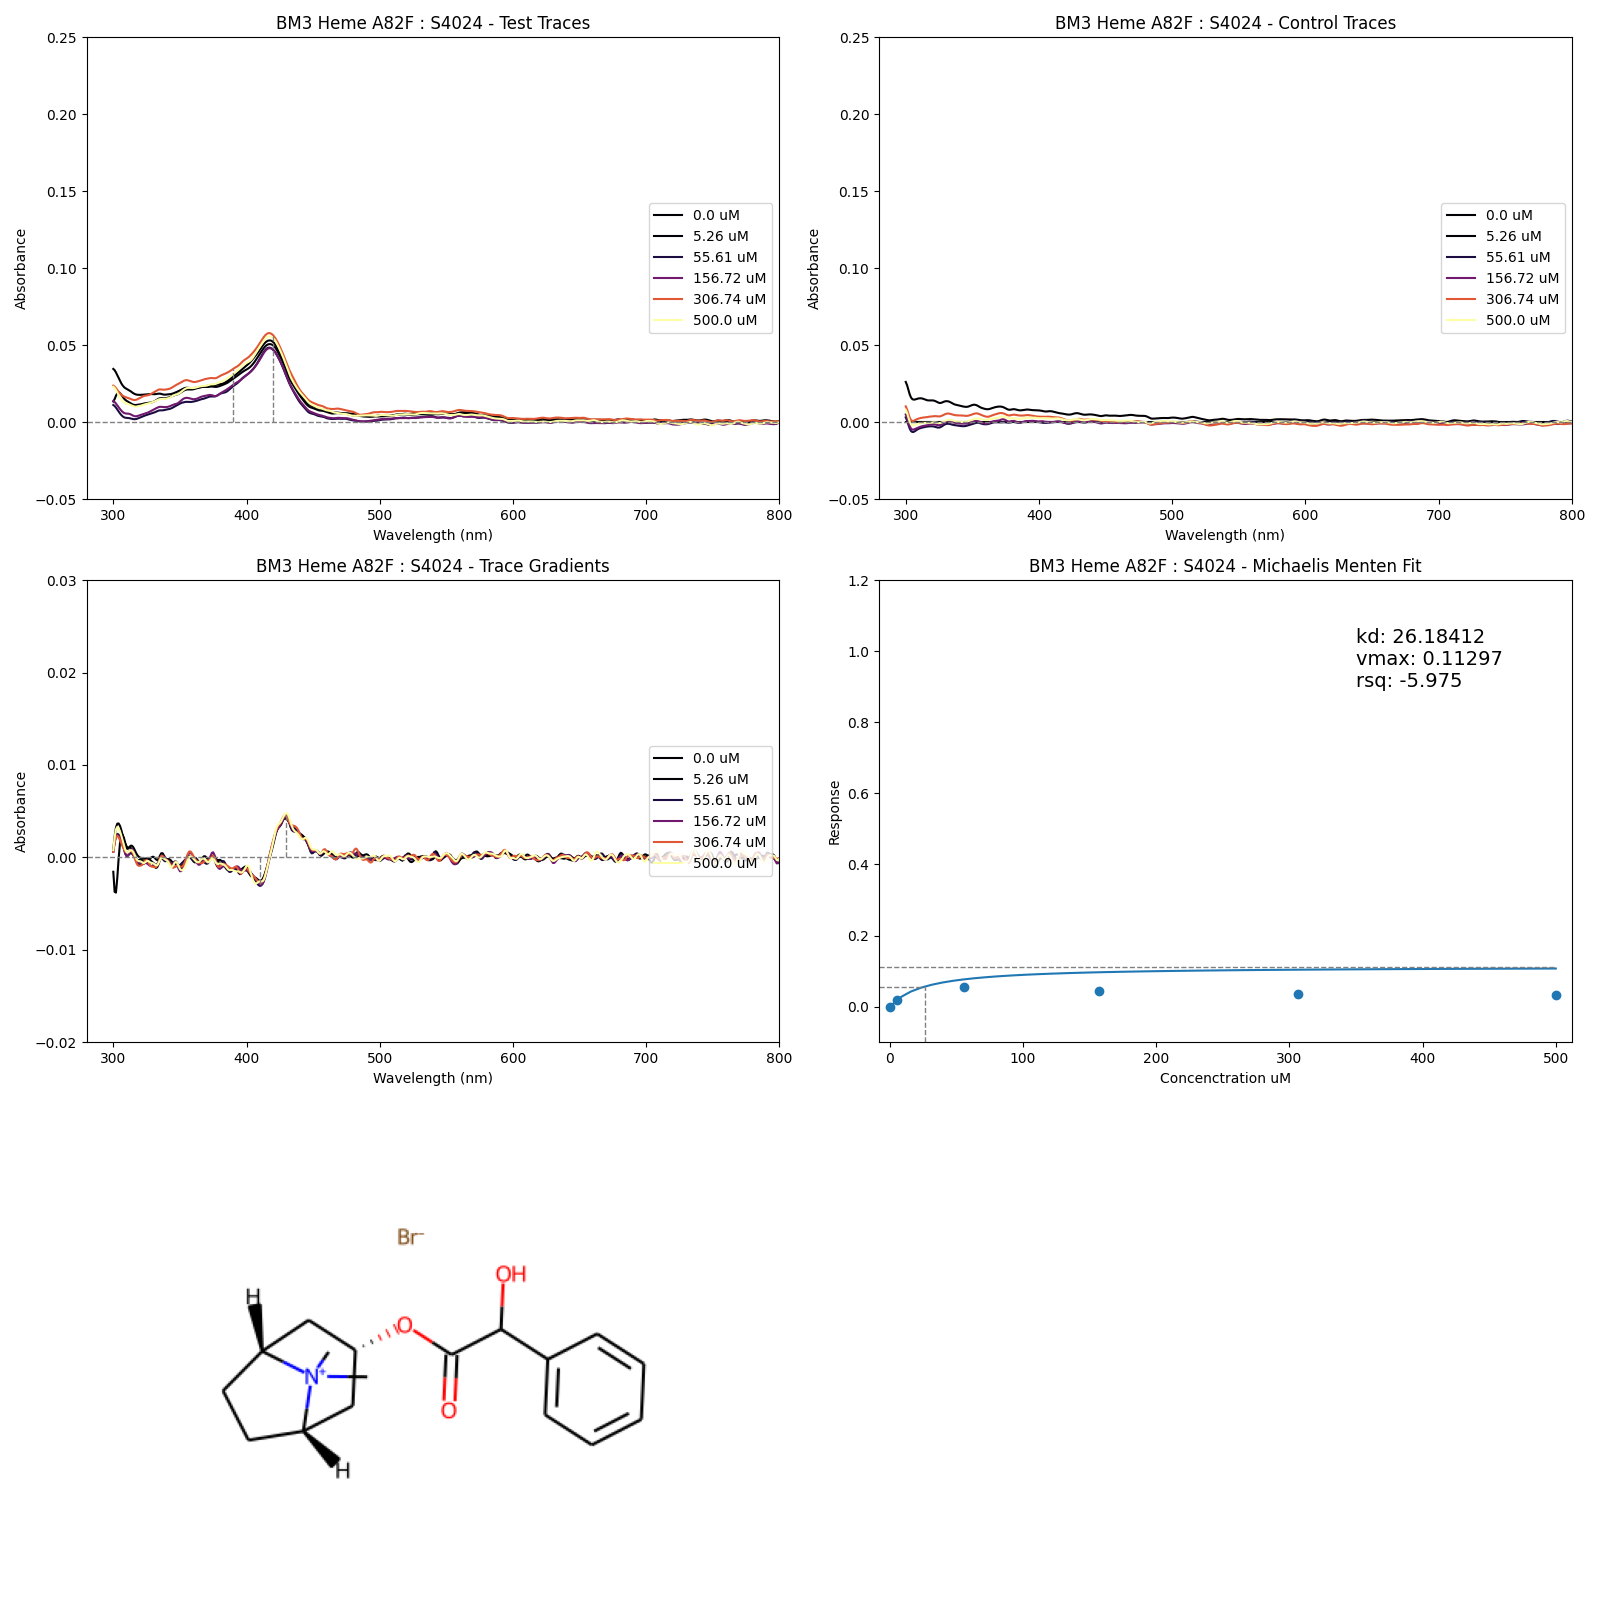 BM3 Heme A82F : S4024 - Test Traces
0.25
0.20
0.15
0.10
0.05
0.00
−0.05
Absorbance
300
400
500
600
700
800
Wavelength (nm)
0.0 uM
5.26 uM
55.61 uM
156.72 uM
306.74 uM
500.0 uM
BM3 Heme A82F : S4024 - Control Traces
0.25
0.20
0.15
0.10
0.05
0.00
−0.05
Absorbance
300
400
500
600
700
800
Wavelength (nm)
0.0 uM
5.26 uM
55.61 uM
156.72 uM
306.74 uM
500.0 uM
BM3 Heme A82F : S4024 - Trace Gradients
0.03
0.02
0.01
0.00
−0.01
−0.02
Absorbance
300
400
500
600
700
800
Wavelength (nm)
0.0 uM
5.26 uM
55.61 uM
156.72 uM
306.74 uM
500.0 uM
BM3 Heme A82F : S4024 - Michaelis Menten Fit
1.2
1.0
0.8
0.6
0.4
0.2
0.0
Response
kd: 26.18412
vmax: 0.11297
rsq: -5.975
0
100
200
300
400
500
Concenctration uM
Br⁻
OH
H
O
N⁺
O
H